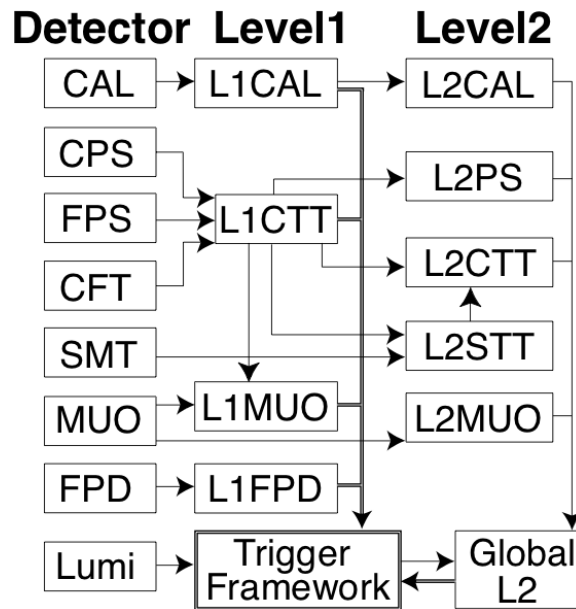 Detector Level1 Level2
CAL L1CAL L2CAL
CPS L2PS
FPS L1CTT
CFT L2CTT
SMT L2STT
MUO L1MUO L2MUO
FPD L1FPD
Lumi Trigger Framework Global L2